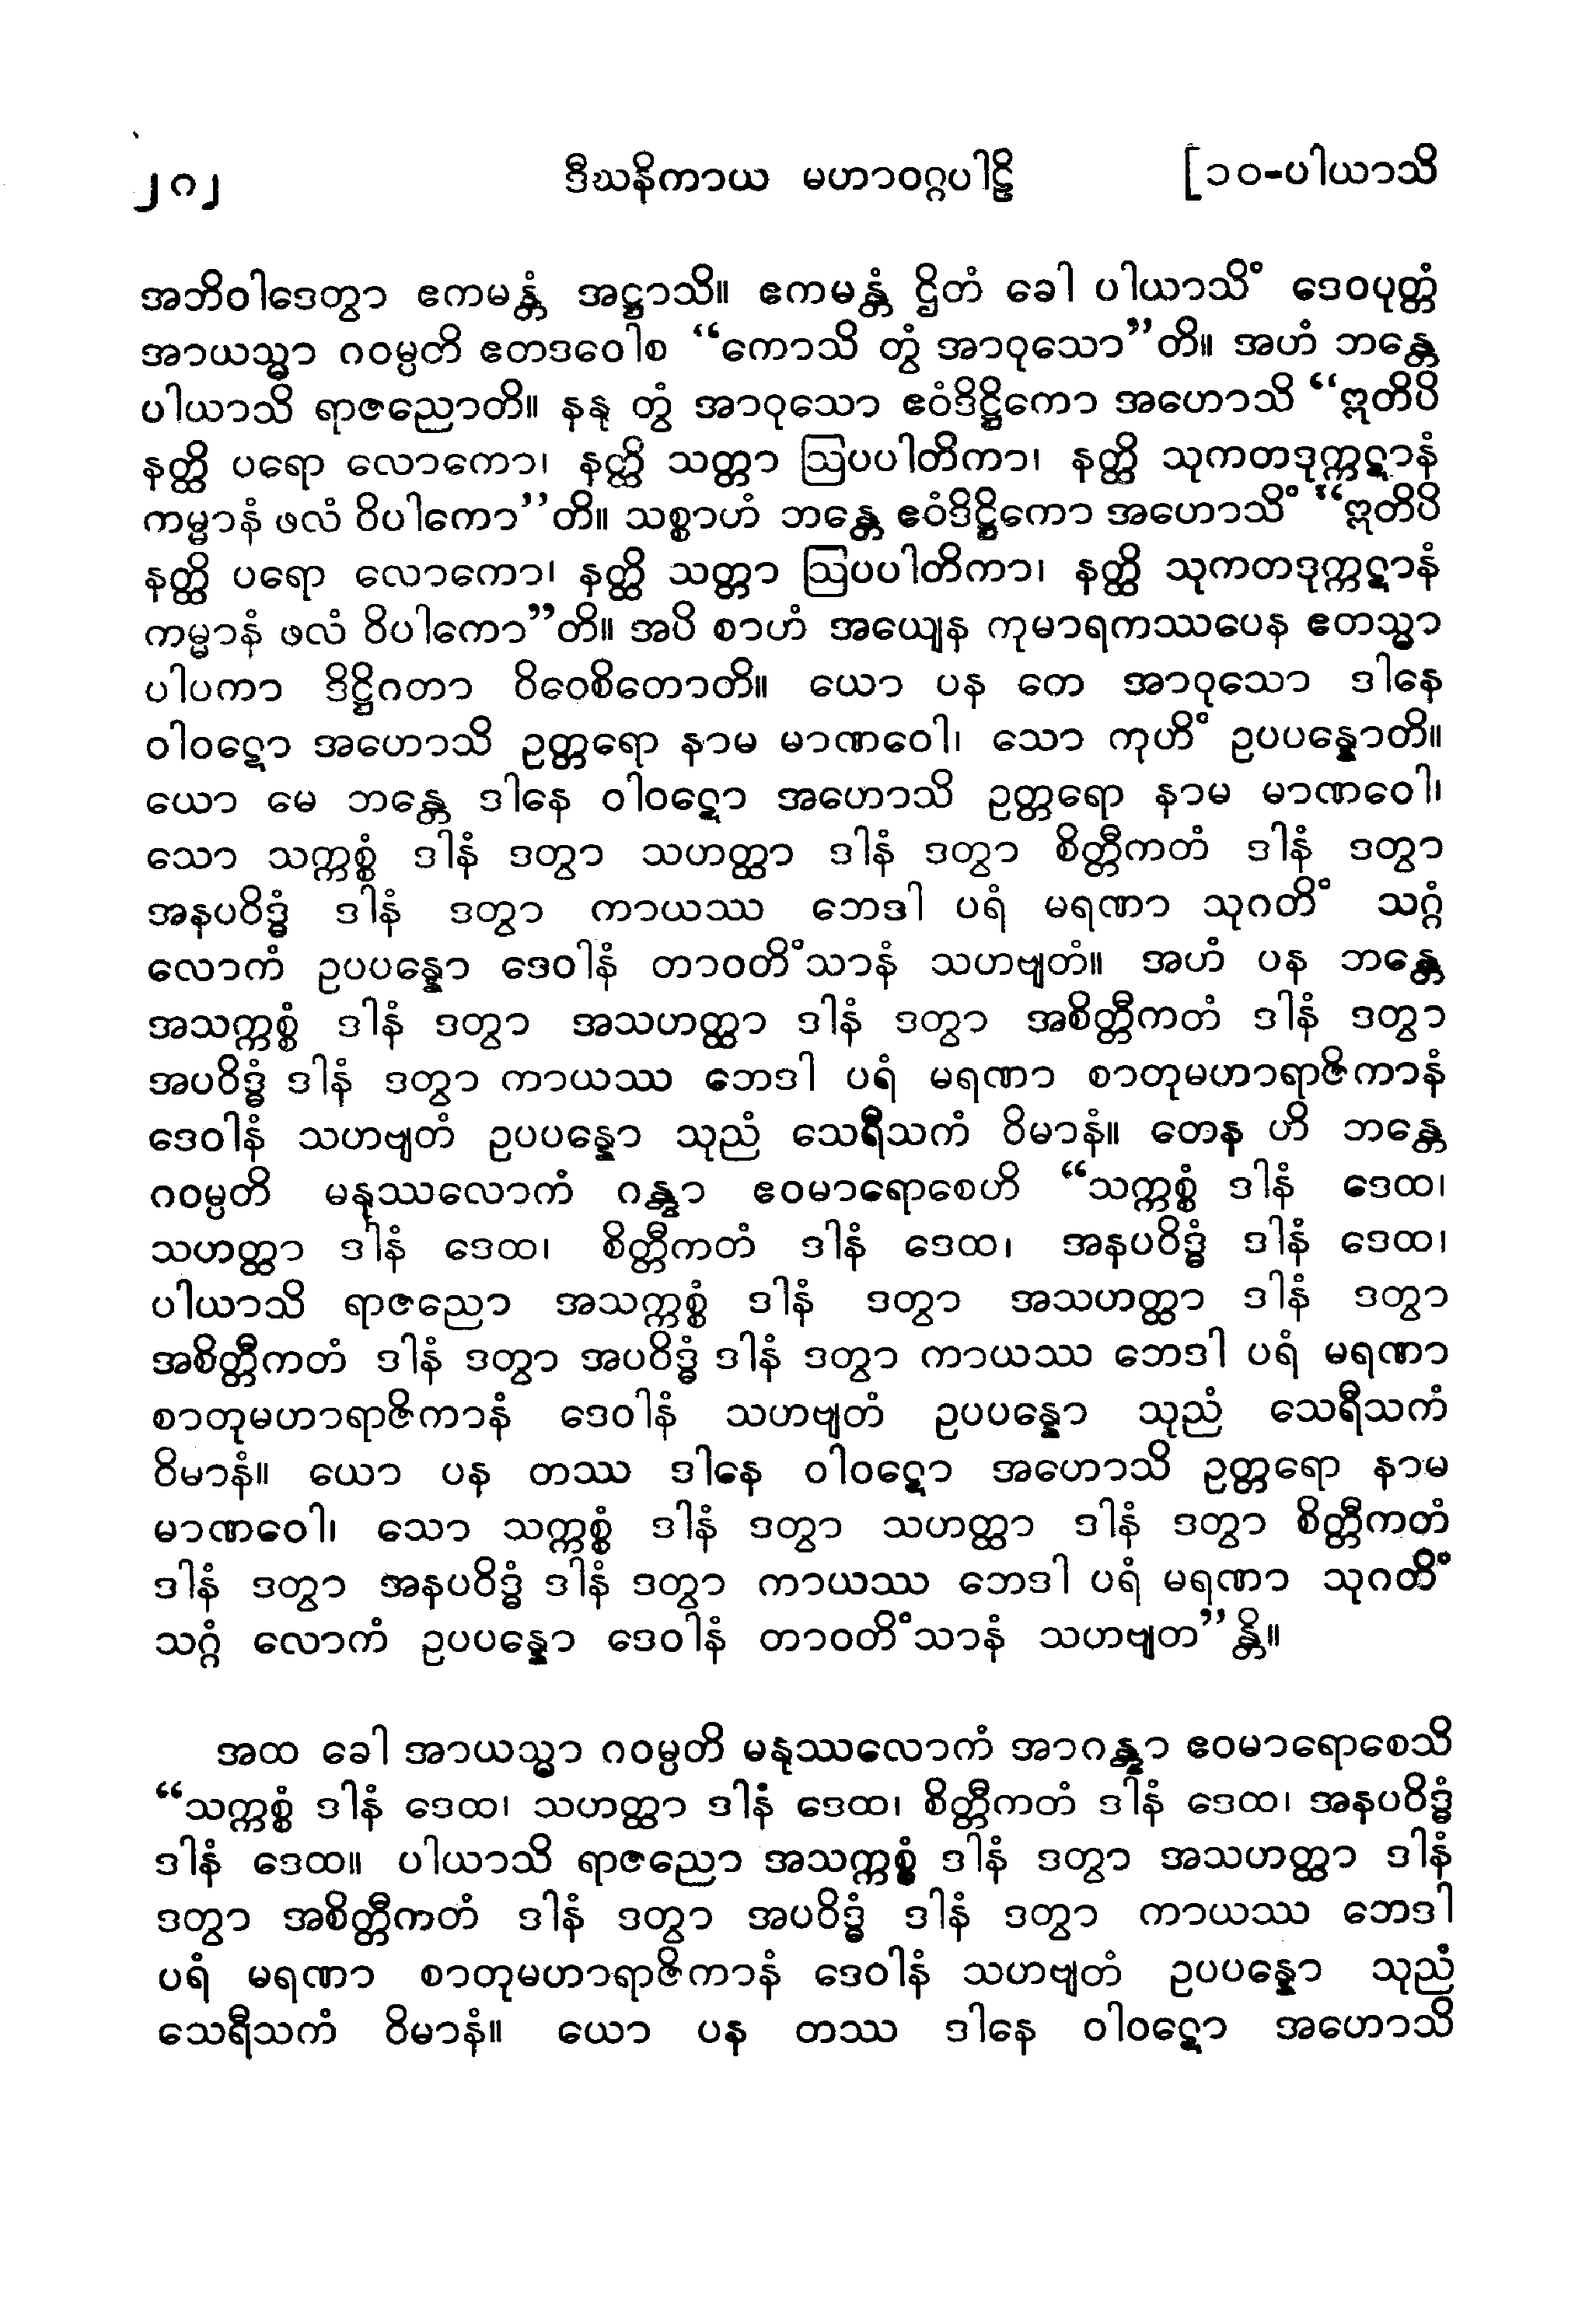 ၂၈၂ ဒီဃနိကာယ မဟာဝဂ္ဂပါဠိ [၁၀-ပါယာသိ
အဘိဝါဒေတွာ ဧကမန္တံ အဋ္ဌာသိ။ ဧကမန္တံ ဌိတံ ခေါ ပါယာသိံ ဒေဝပုတ္တံ
အာယသ္မာ ဂဝမ္ပတိ ဧတဒဝေါစ “ကောသိ တွံ အာဝုသော”တိ။ အဟံ ဘန္တေ
ပါယာသိ ရာဇညောတိ။ နနု တွံ အာဝုသော ဧဝံဒိဋ္ဌိကော အဟောသိ “ဣတိပိ
နတ္ထိ ပရော လောကော၊ နတ္ထိ သတ္တာ ဩပပါတိကာ၊ နတ္ထိ သုကတဒုက္ကဋာနံ
ကမ္မာနံ ဖလံ ဝိပါကော”တိ။ သစ္စာဟံ ဘန္တေ ဧဝံဒိဋ္ဌိကော အဟောသိံ “ဣတိပိ
နတ္ထိ ပရော လောကော၊ နတ္ထိ သတ္တာ ဩပပါတိကာ၊ နတ္ထိ သုကတဒုက္ကဋာနံ
ကမ္မာနံ ဖလံ ဝိပါကော”တိ။ အပိ စာဟံ အယျေန ကုမာရကဿပေန ဧတသ္မာ
ပါပကာ ဒိဋ္ဌိဂတာ ဝိဝေစိတောတိ။ ယော ပန တေ အာဝုသော ဒါနေ
ဝါဝဋော အဟောသိ ဥတ္တရော နာမ မာဏဝေါ၊ သော ကုဟိံ ဥပပန္နောတိ။
ယော မေ ဘန္တေ ဒါနေ ဝါဝဋော အဟောသိ ဥတ္တရော နာမ မာဏဝေါ၊
သော သက္ကစ္စံ ဒါနံ ဒတွာ သဟတ္ထာ ဒါနံ ဒတွာ စိတ္တီကတံ ဒါနံ ဒတွာ
အနပဝိဒ္ဓံ ဒါနံ ဒတွာ ကာယဿ ဘေဒါ ပရံ မရဏာ သုဂတိံ သဂ္ဂံ
လောကံ ဥပပန္နော ဒေဝါနံ တာဝတိံသာနံ သဟဗျတံ။ အဟံ ပန ဘန္တေ
အသက္ကစ္စံ ဒါနံ ဒတွာ အသဟတ္ထာ ဒါနံ ဒတွာ အစိတ္တီကတံ ဒါနံ ဒတွာ
အပဝိဒ္ဓံ ဒါနံ ဒတွာ ကာယဿ ဘေဒါ ပရံ မရဏာ စာတုမဟာရာဇိကာနံ
ဒေဝါနံ သဟဗျတံ ဥပပန္နော သုညံ သေရီသကံ ဝိမာနံ။ တေန ဟိ ဘန္တေ
ဂဝမ္ပတိ မနုဿလောကံ ဂန္တွာ ဧဝမာရောစေဟိ “သက္ကစ္စံ ဒါနံ ဒေထ၊
သဟတ္ထာ ဒါနံ ဒေထ၊ စိတ္တီကတံ ဒါနံ ဒေထ၊ အနပဝိဒ္ဓံ ဒါနံ ဒေထ၊
ပါယာသိ ရာဇညော အသက္ကစ္စံ ဒါနံ ဒတွာ အသဟတ္ထာ ဒါနံ ဒတွာ
အစိတ္တီကတံ ဒါနံ ဒတွာ အပဝိဒ္ဓံ ဒါနံ ဒတွာ ကာယဿ ဘေဒါ ပရံ မရဏာ
စာတုမဟာရာဇိကာနံ ဒေဝါနံ သဟဗျတံ ဥပပန္နော သုညံ သေရီသကံ
ဝိမာနံ။ ယော ပန တဿ ဒါနေ ဝါဝဋော အဟောသိ ဥတ္တရော နာမ
မာဏဝေါ၊ သော သက္ကစ္စံ ဒါနံ ဒတွာ သဟတ္ထာ ဒါနံ ဒတွာ စိတ္တီကတံ
ဒါနံ ဒတွာ အနပဝိဒ္ဓံ ဒါနံ ဒတွာ ကာယဿ ဘေဒါ ပရံ မရဏာ သုဂတိံ
သဂ္ဂံ လောကံ ဥပပန္နော ဒေဝါနံ တာဝတိံသာနံ သဟဗျတ”န္တိ။
အထ ခေါ အာယသ္မာ ဂဝမ္ပတိ မနုဿလောကံ အာဂန္တွာ ဧဝမာရောစေသိ
“သက္ကစ္စံ ဒါနံ ဒေထ၊ သဟတ္ထာ ဒါနံ ဒေထ၊ စိတ္တီကတံ ဒါနံ ဒေထ၊ အနပဝိဒ္ဓံ
ဒါနံ ဒေထ။ ပါယာသိ ရာဇညော အသက္ကစ္စံ ဒါနံ ဒတွာ အသဟတ္ထာ ဒါနံ
ဒတွာ အစိတ္တီကတံ ဒါနံ ဒတွာ အပဝိဒ္ဓံ ဒါနံ ဒတွာ ကာယဿ ဘေဒါ
ပရံ မရဏာ စာတုမဟာရာဇိကာနံ ဒေဝါနံ သဟဗျတံ ဥပပန္နော သုညံ
သေရီသကံ ဝိမာနံ။ ယော ပန တဿ ဒါနေ ဝါဝဋော အဟောသိ